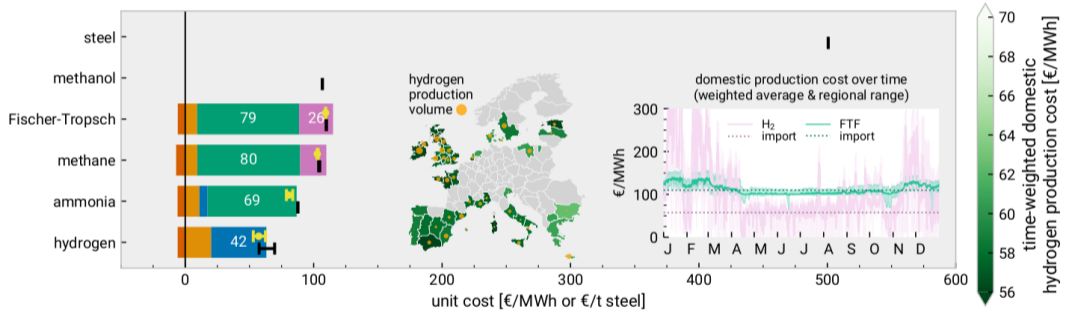 steel
methanol
Fischer-Tropsch
methane
ammonia
hydrogen
79
26
80
69
42
0
100
200
300
400
500
600
unit cost [€/MWh or €/t steel]
hydrogen
production
volume
domestic production cost over time
(weighted average & regional range)
€/MWh
300
200
100
0
H2
import
FTF
import
J F M A M J J A S O N D
70
68
66
64
62
60
58
56
time-weighted domestic
hydrogen production cost [€/MWh]